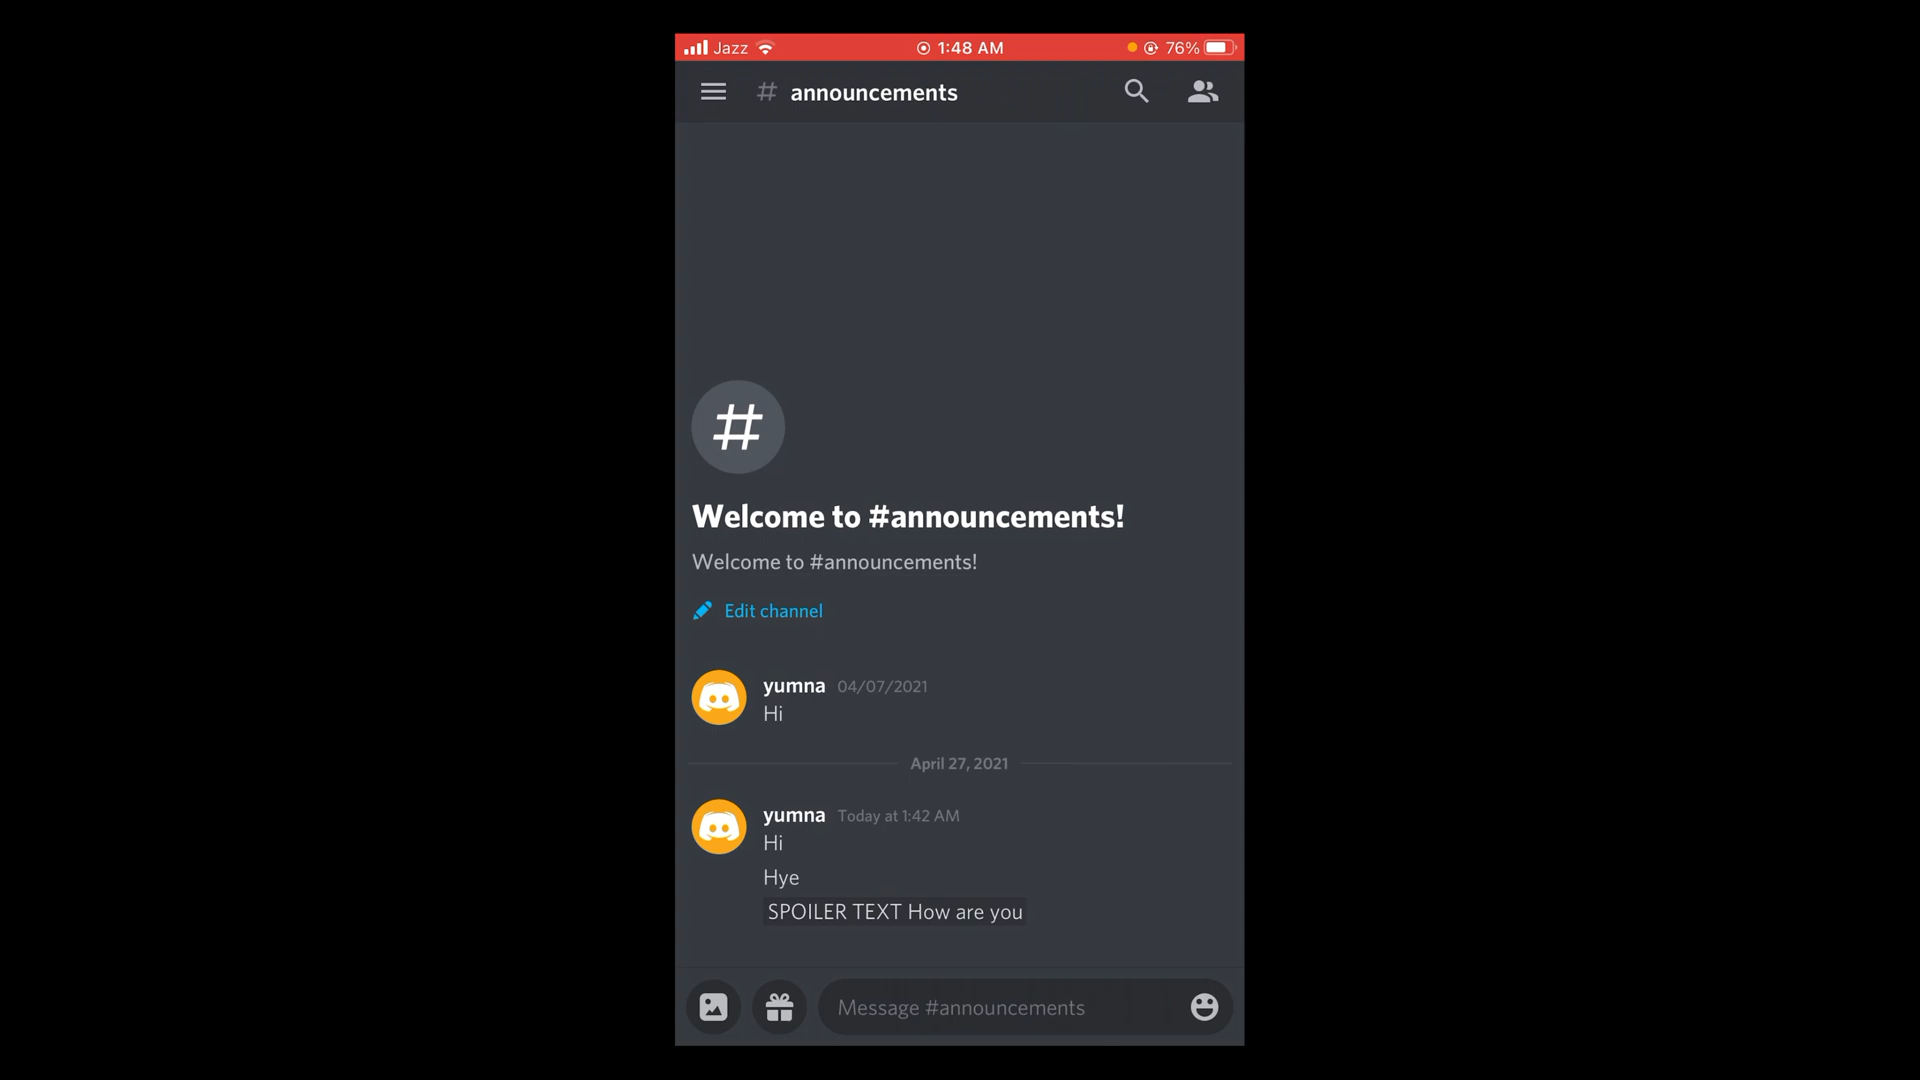 Jazz 1:48 AM 76%
# announcements
#
Welcome to #announcements!
Welcome to #announcements!
Edit channel
yumna 04/07/2021
Hi
April 27, 2021
yumna Today at 1:42 AM
Hi
Hye
SPOILER TEXT How are you
Message #announcements